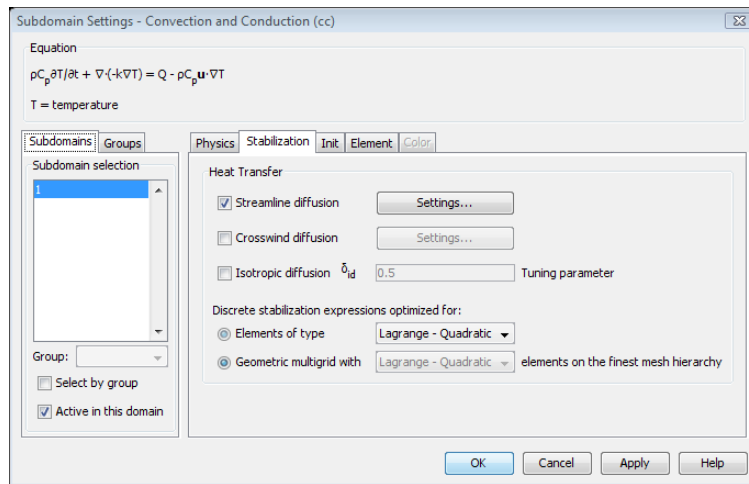 Subdomain Settings - Convection and Conduction (cc)
Equation
ρCp∂T/∂t + ∇·(-k∇T) = Q - ρCpu·∇T
T = temperature
Subdomains Groups
Physics Stabilization Init Element Color
Subdomain selection
1
Group:
Select by group
Active in this domain
Heat Transfer
Streamline diffusion Settings...
Crosswind diffusion Settings...
Isotropic diffusion δid 0.5 Tuning parameter
Discrete stabilization expressions optimized for:
Elements of type Lagrange - Quadratic
Geometric multigrid with Lagrange - Quadratic elements on the finest mesh hierarchy
OK Cancel Apply Help